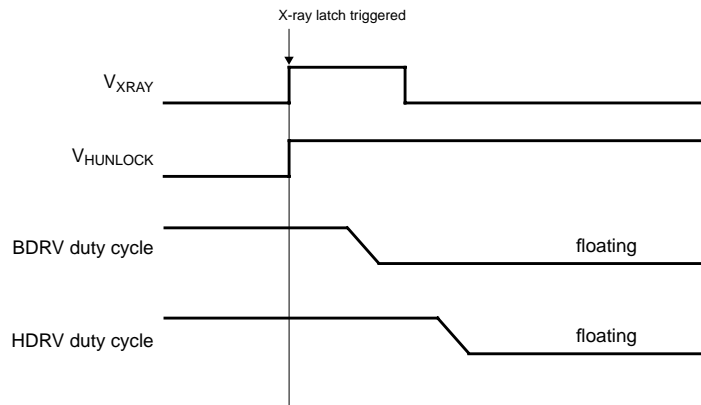 X-ray latch triggered
VXRAY
VHUNLOCK
BDRV duty cycle
floating
HDRV duty cycle
floating